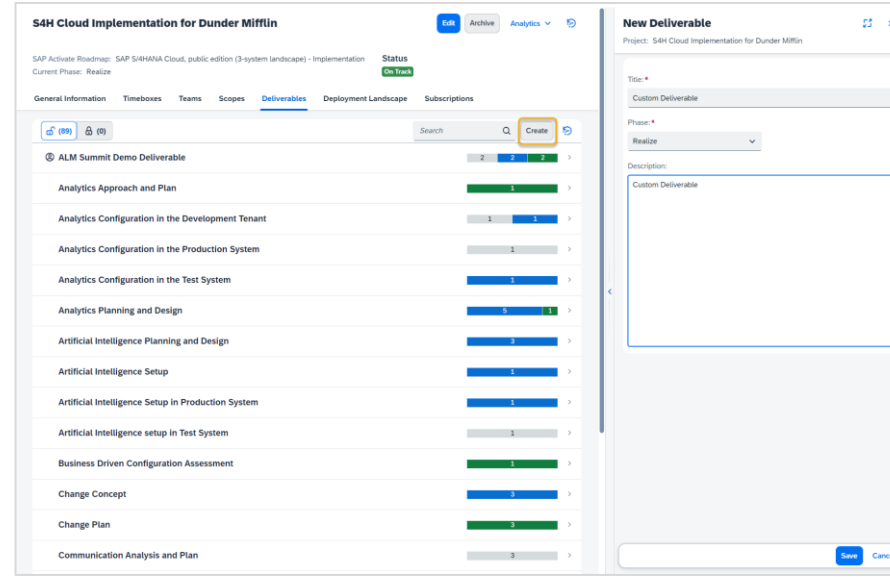 S4H Cloud Implementation for Dunder Mifflin
Edit Archive Analytics
SAP Activate Roadmap: SAP S/4HANA Cloud, public edition (3-system landscape) - Implementation
Current Phase: Realize
Status
On Track
General Information Timeboxes Teams Scopes Deliverables Deployment Landscape Subscriptions
(89) (0) Search Create
ALM Summit Demo Deliverable 2 2 2
Analytics Approach and Plan 1
Analytics Configuration in the Development Tenant 1 1
Analytics Configuration in the Production System 1
Analytics Configuration in the Test System 1
Analytics Planning and Design 5 1
Artificial Intelligence Planning and Design 3
Artificial Intelligence Setup 1
Artificial Intelligence Setup in Production System 1
Artificial Intelligence setup in Test System 1
Business Driven Configuration Assessment 1
Change Concept 3
Change Plan 3
Communication Analysis and Plan 3
New Deliverable
Project: S4H Cloud Implementation for Dunder Mifflin
Title: *
Custom Deliverable
Phase: *
Realize
Description:
Custom Deliverable
Save Canc